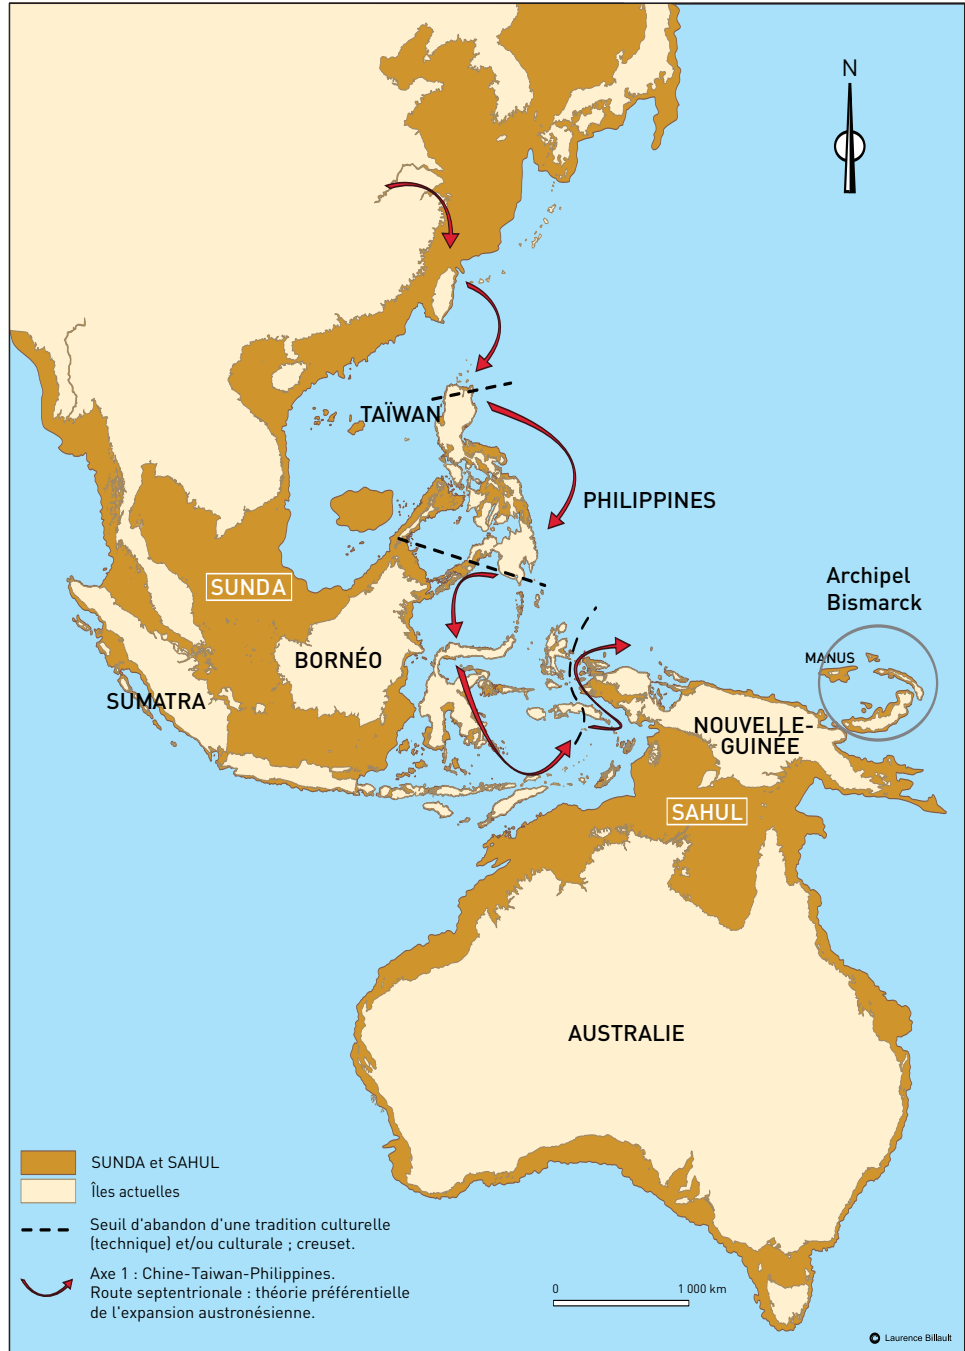 N
TAÏWAN
PHILIPPINES
SUNDA
Archipel
Bismarck
BORNÉO
MANUS
SUMATRA
NOUVELLE-
GUINÉE
SAHUL
AUSTRALIE
SUNDA et SAHUL
Îles actuelles
Seuil d'abandon d'une tradition culturelle
(technique) et/ou culturale ; creuset.
Axe 1 : Chine-Taiwan-Philippines.
Route septentrionale : théorie préférentielle
de l'expansion austronésienne.
0 1 000 km
Laurence Billault